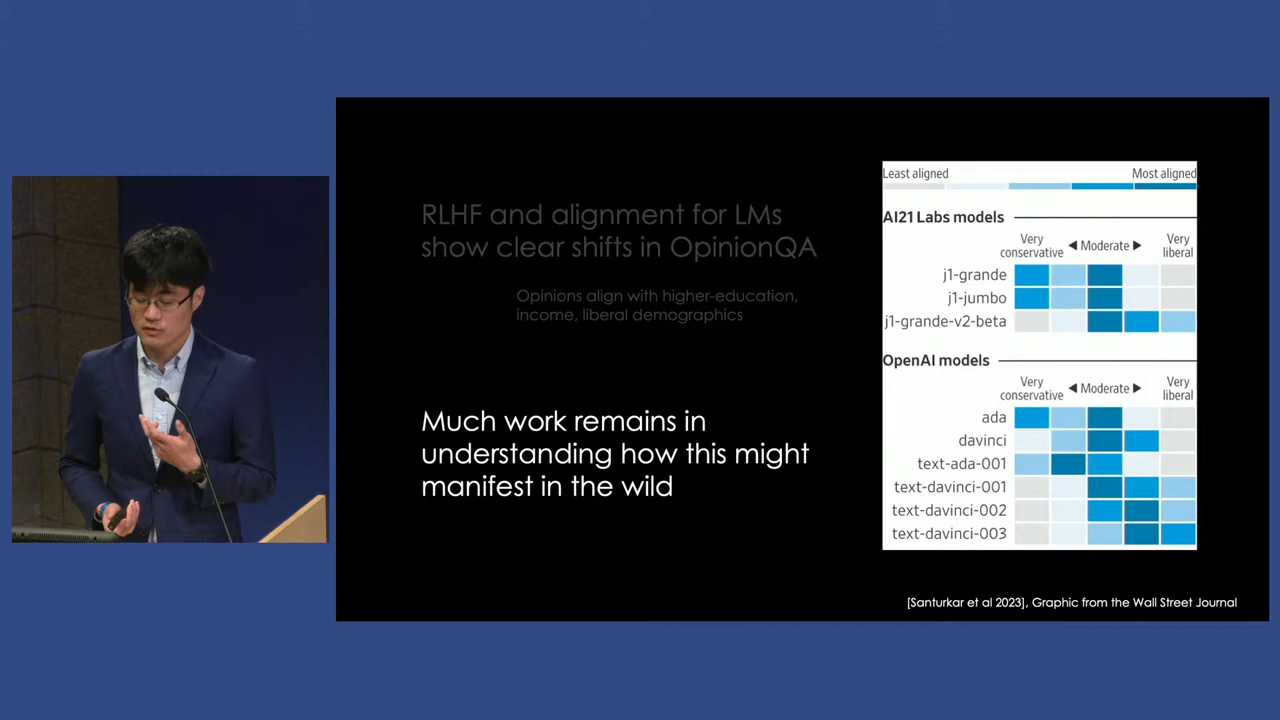 RLHF and alignment for LMs
show clear shifts in OpinionQA
Opinions align with higher-education,
income, liberal demographics
Much work remains in
understanding how this might
manifest in the wild
Least aligned Most aligned
AI21 Labs models
Very conservative ◀ Moderate ▶ Very liberal
j1-grande
j1-jumbo
j1-grande-v2-beta
OpenAI models
Very conservative ◀ Moderate ▶ Very liberal
ada
davinci
text-ada-001
text-davinci-001
text-davinci-002
text-davinci-003
[Santurkar et al 2023], Graphic from the Wall Street Journal